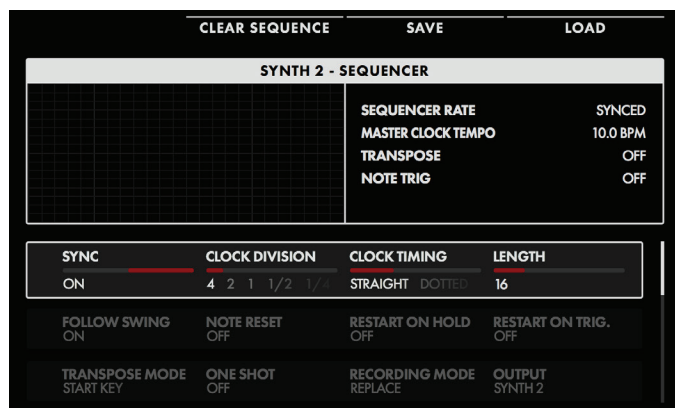 CLEAR SEQUENCE SAVE LOAD
SYNTH 2 - SEQUENCER
SEQUENCER RATE SYNCED
MASTER CLOCK TEMPO 10.0 BPM
TRANSPOSE OFF
NOTE TRIG OFF
SYNC CLOCK DIVISION CLOCK TIMING LENGTH
ON 4 2 1 1/2 1/4 STRAIGHT DOTTED 16
FOLLOW SWING NOTE RESET RESTART ON HOLD RESTART ON TRIG.
ON OFF OFF OFF
TRANSPOSE MODE ONE SHOT RECORDING MODE OUTPUT
START KEY OFF REPLACE SYNTH 2